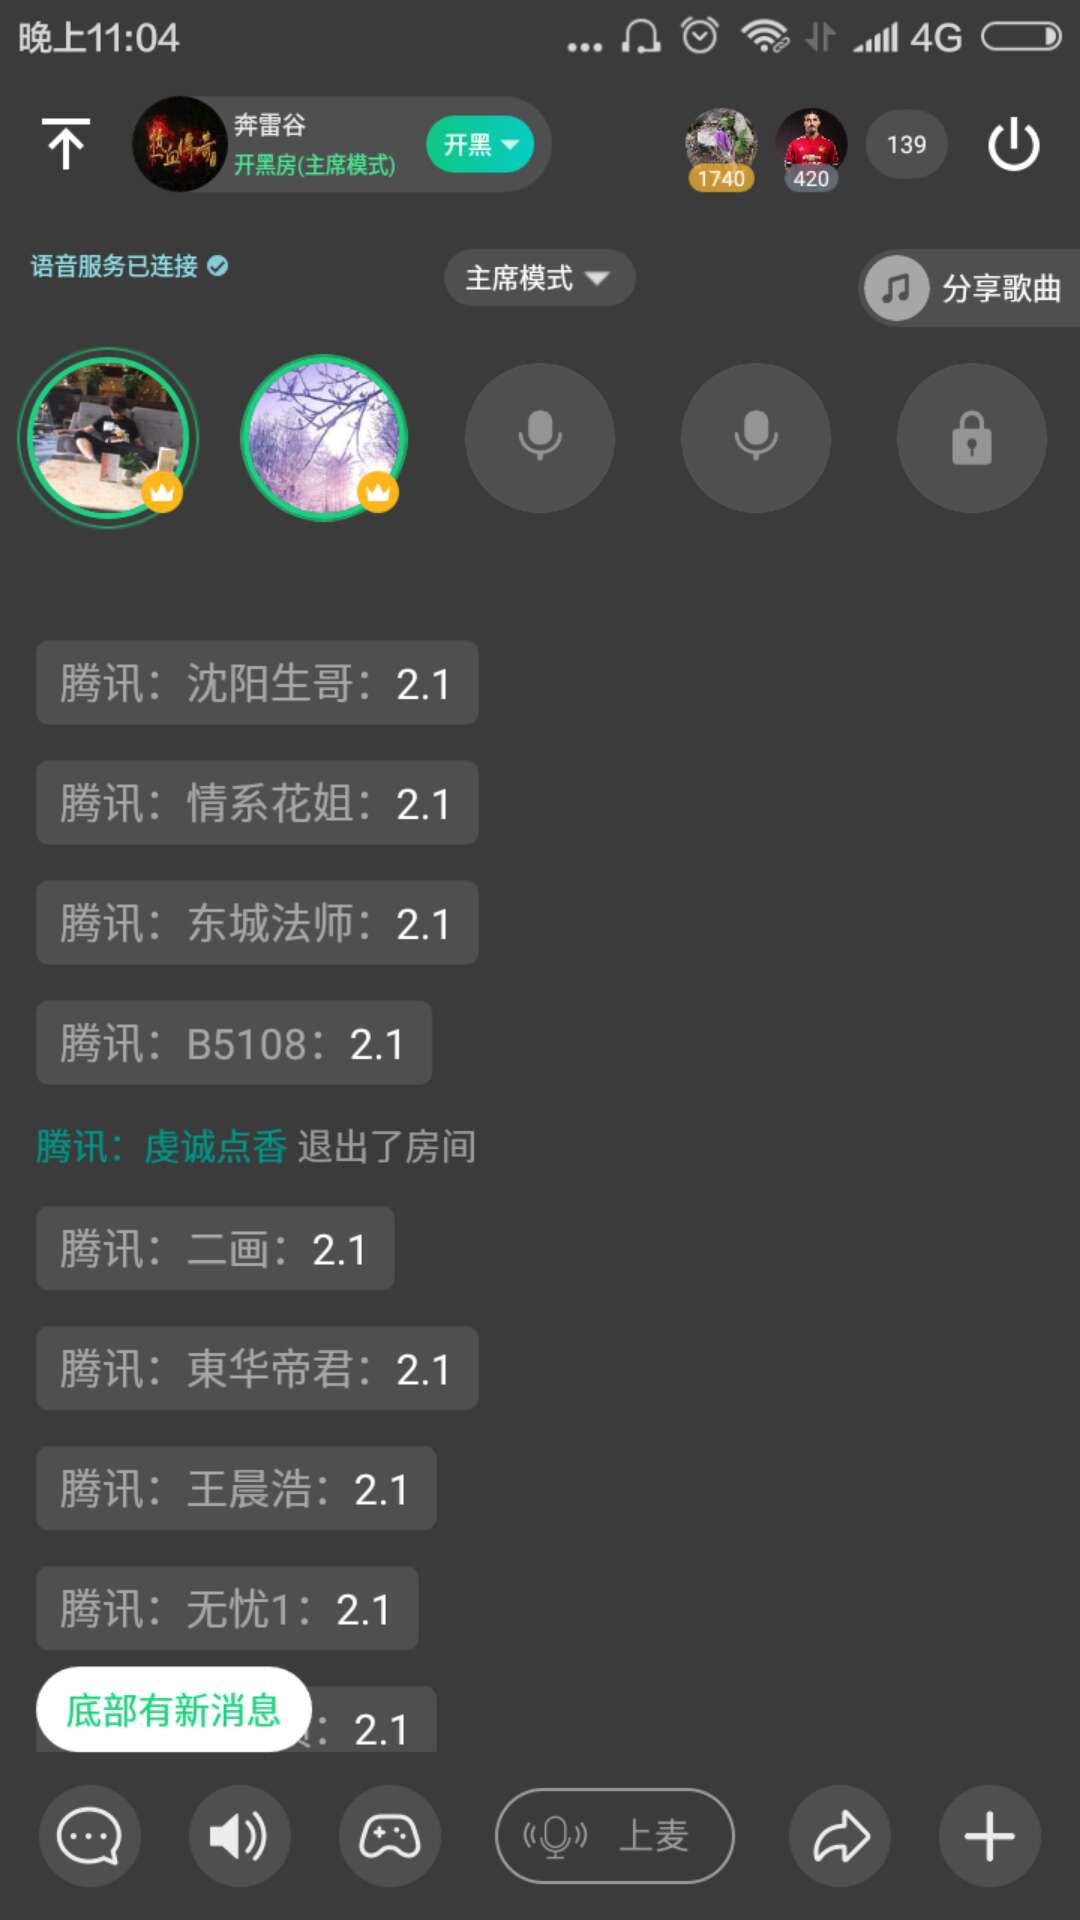 晚上11:04
4G
奔雷谷
开黑房(主席模式)
开黑
1740
420
139
语音服务已连接
主席模式
分享歌曲
腾讯：沈阳生哥：2.1
腾讯：情系花姐：2.1
腾讯：东城法师：2.1
腾讯：B5108：2.1
腾讯：虔诚点香 退出了房间
腾讯：二画：2.1
腾讯：東华帝君：2.1
腾讯：王晨浩：2.1
腾讯：无忧1：2.1
底部有新消息
：2.1
上麦